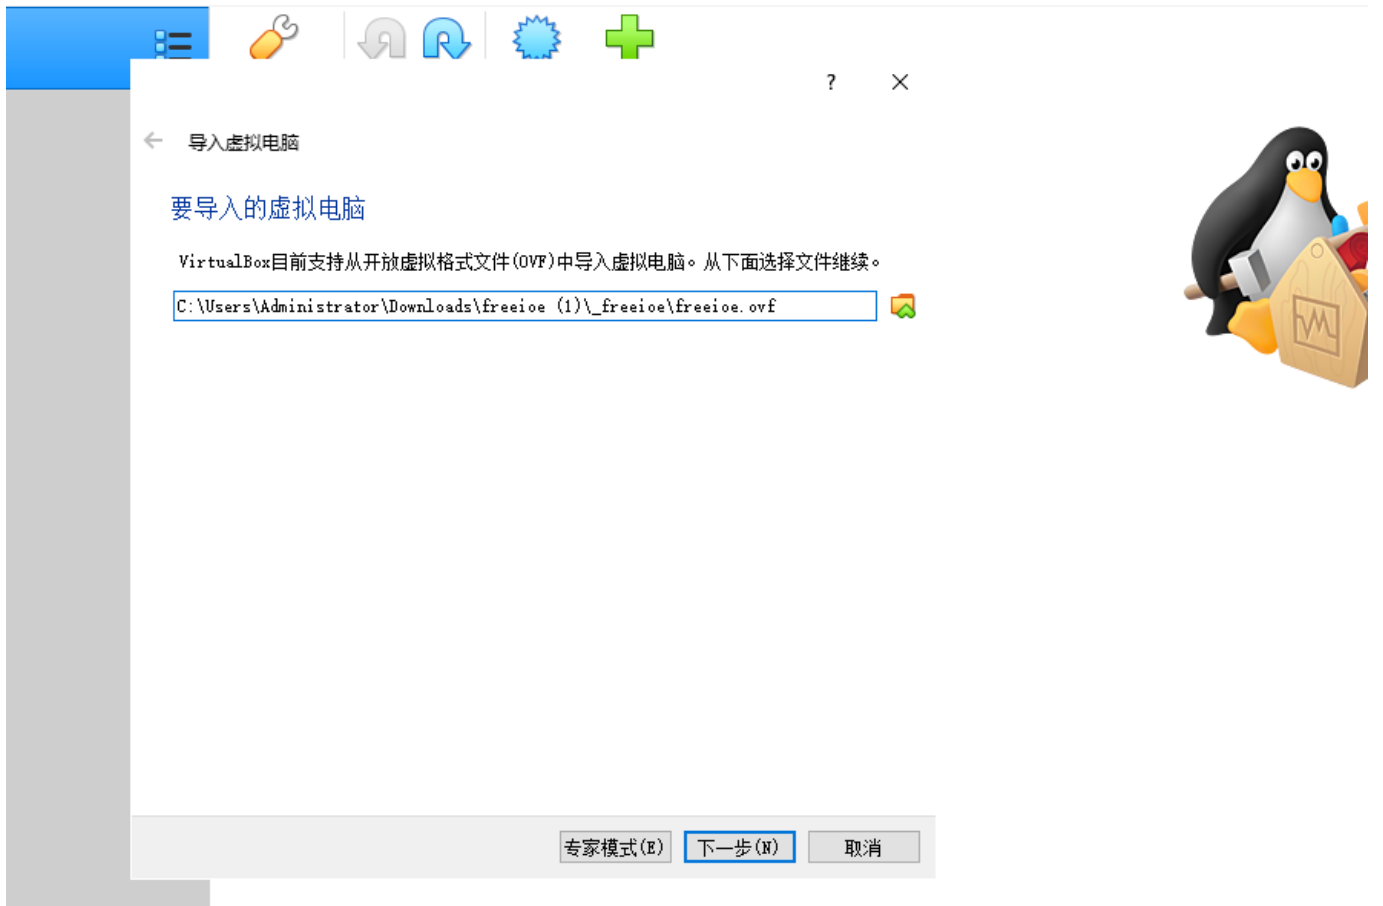 ?
导入虚拟电脑
要导入的虚拟电脑
VirtualBox目前支持从开放虚拟格式文件(OVF)中导入虚拟电脑。从下面选择文件继续。
C:\Users\Administrator\Downloads\freeioe (1)\_freeioe\freeioe.ovf
专家模式(E) 下一步(N) 取消